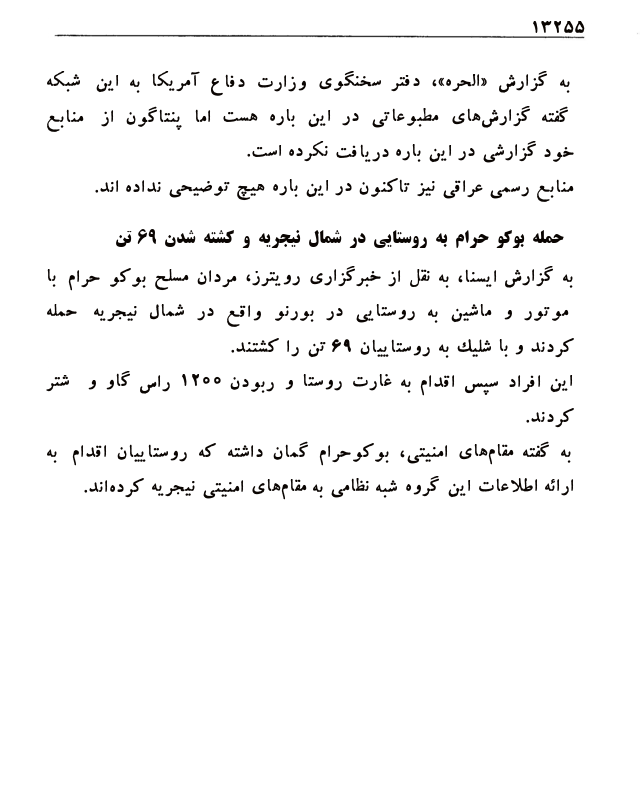 ۱۳۲۵۵
به گزارش «الحره»، دفتر سخنگوی وزارت دفاع آمریکا به این شبکه
گفته گزارش‌های مطبوعاتی در این باره هست اما پنتاگون از منابع
خود گزارشی در این باره دریافت نکرده است.
منابع رسمی عراقی نیز تاکنون در این باره هیچ توضیحی نداده اند.
حمله بوکو حرام به روستایی در شمال نیجریه و کشته شدن ۶۹ تن
به گزارش ایسنا، به نقل از خبرگزاری رویترز، مردان مسلح بوکو حرام با
موتور و ماشین به روستایی در بورنو واقع در شمال نیجریه حمله
کردند و با شلیك به روستاییان ۶۹ تن را کشتند.
این افراد سپس اقدام به غارت روستا و ربودن ۱۲۰۰ راس گاو و شتر
کردند.
به گفته مقام‌های امنیتی، بوکوحرام گمان داشته که روستاییان اقدام به
ارائه اطلاعات این گروه شبه نظامی به مقام‌های امنیتی نیجریه کرده‌اند.